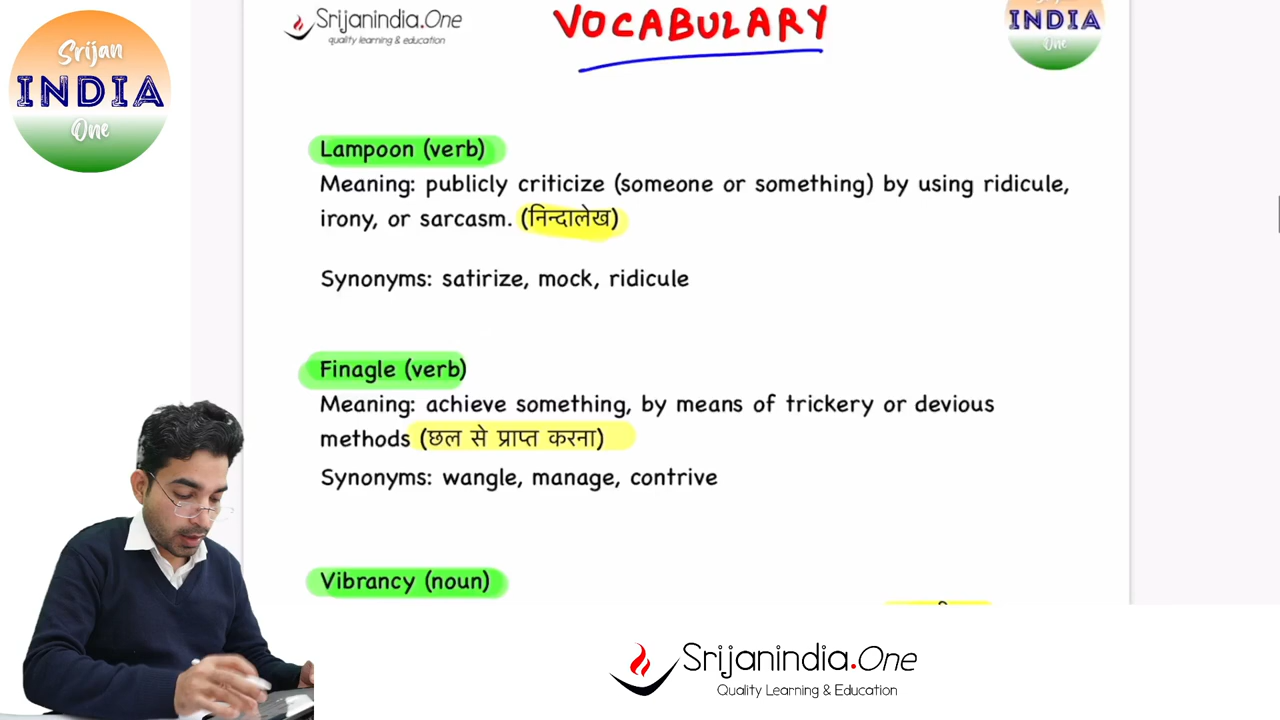 Srijan
INDIA
One
Srijanindia.One
quality learning & education
VOCABULARY
INDIA
One
Lampoon (verb)
Meaning: publicly criticize (someone or something) by using ridicule,
irony, or sarcasm. (निन्दालेख)
Synonyms: satirize, mock, ridicule
Finagle (verb)
Meaning: achieve something, by means of trickery or devious
methods (छल से प्राप्त करना)
Synonyms: wangle, manage, contrive
Vibrancy (noun)
Srijanindia.One
Quality Learning & Education